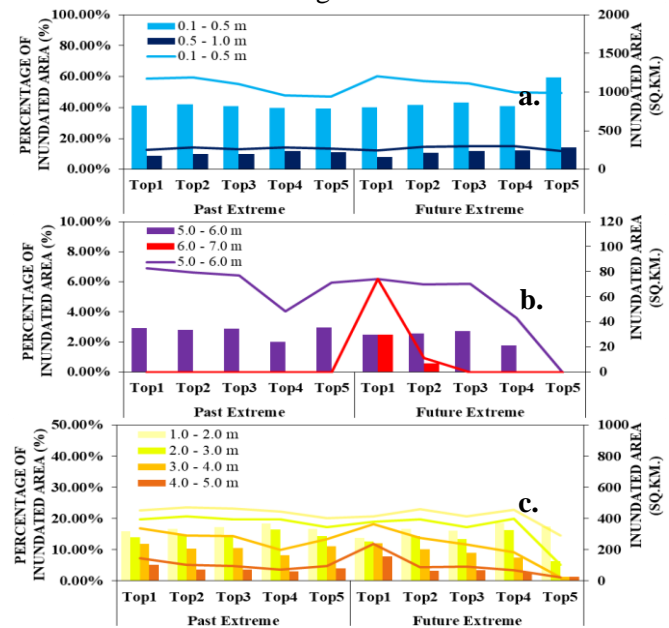 100.00% 2000
80.00% 1500
60.00% 1000
40.00% 500
20.00% 0
0.00%
PERCENTAGE OF INUNDATED AREA (%)
0.1 - 0.5 m
0.5 - 1.0 m
0.1 - 0.5 m
a.
INUNDATED AREA (SQ.KM.)
Top1 Top2 Top3 Top4 Top5 Top1 Top2 Top3 Top4 Top5
Past Extreme Future Extreme
10.00% 120
8.00% 100
6.00% 80
4.00% 60
2.00% 40
0.00% 20
0
PERCENTAGE OF INUNDATED AREA (%)
5.0 - 6.0 m
6.0 - 7.0 m
5.0 - 6.0 m
b.
INUNDATED AREA (SQ.KM.)
Top1 Top2 Top3 Top4 Top5 Top1 Top2 Top3 Top4 Top5
Past Extreme Future Extreme
50.00% 1000
40.00% 800
30.00% 600
20.00% 400
10.00% 200
0.00% 0
PERCENTAGE OF INUNDATED AREA (%)
1.0 - 2.0 m
2.0 - 3.0 m
3.0 - 4.0 m
4.0 - 5.0 m
c.
INUNDATED AREA (SQ.KM.)
Top1 Top2 Top3 Top4 Top5 Top1 Top2 Top3 Top4 Top5
Past Extreme Future Extreme